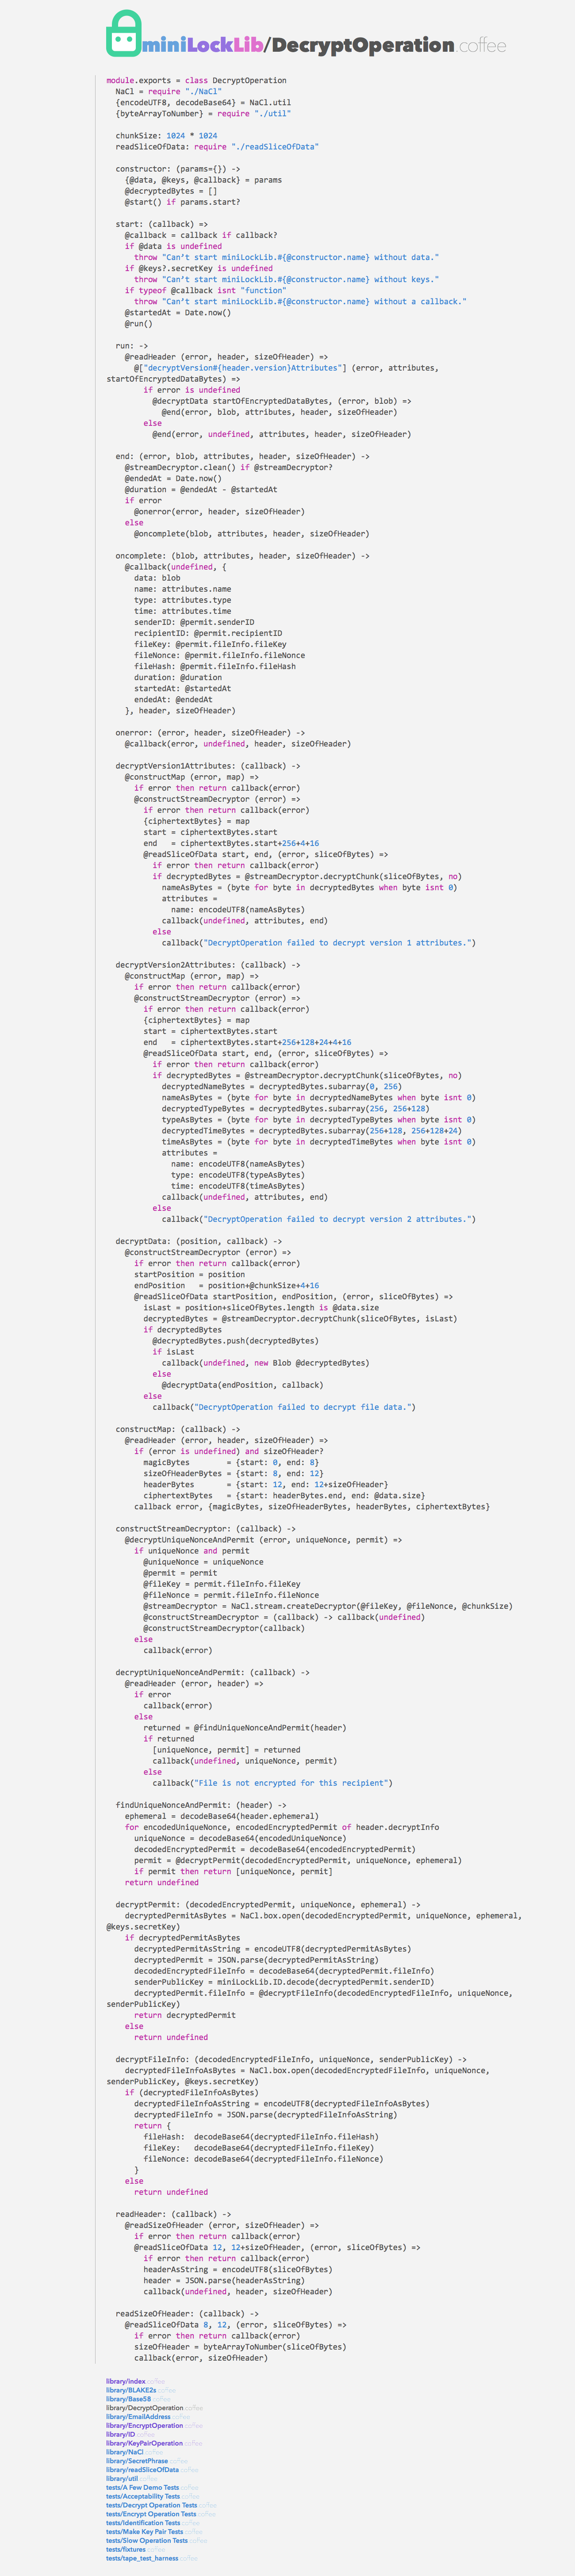 miniLockLib/DecryptOperation.coffee
module.exports = class DecryptOperation
  NaCl = require "./NaCl"
  {encodeUTF8, decodeBase64} = NaCl.util
  {byteArrayToNumber} = require "./util"

  chunkSize: 1024 * 1024
  readSliceOfData: require "./readSliceOfData"

  constructor: (params={}) ->
    {@data, @keys, @callback} = params
    @decryptedBytes = []
    @start() if params.start?

  start: (callback) =>
    @callback = callback if callback?
    if @data is undefined
      throw "Can’t start miniLockLib.#{@constructor.name} without data."
    if @keys?.secretKey is undefined
      throw "Can’t start miniLockLib.#{@constructor.name} without keys."
    if typeof @callback isnt "function"
      throw "Can’t start miniLockLib.#{@constructor.name} without a callback."
    @startedAt = Date.now()
    @run()

  run: ->
    @readHeader (error, header, sizeOfHeader) =>
      @["decryptVersion#{header.version}Attributes"] (error, attributes,
startOfEncryptedDataBytes) =>
        if error is undefined
          @decryptData startOfEncryptedDataBytes, (error, blob) =>
            @end(error, blob, attributes, header, sizeOfHeader)
        else
          @end(error, undefined, attributes, header, sizeOfHeader)

  end: (error, blob, attributes, header, sizeOfHeader) ->
    @streamDecryptor.clean() if @streamDecryptor?
    @endedAt = Date.now()
    @duration = @endedAt - @startedAt
    if error
      @onerror(error, header, sizeOfHeader)
    else
      @oncomplete(blob, attributes, header, sizeOfHeader)

  oncomplete: (blob, attributes, header, sizeOfHeader) ->
    @callback(undefined, {
      data: blob
      name: attributes.name
      type: attributes.type
      time: attributes.time
      senderID: @permit.senderID
      recipientID: @permit.recipientID
      fileKey: @permit.fileInfo.fileKey
      fileNonce: @permit.fileInfo.fileNonce
      fileHash: @permit.fileInfo.fileHash
      duration: @duration
      startedAt: @startedAt
      endedAt: @endedAt
    }, header, sizeOfHeader)

  onerror: (error, header, sizeOfHeader) ->
    @callback(error, undefined, header, sizeOfHeader)

  decryptVersion1Attributes: (callback) ->
    @constructMap (error, map) =>
      if error then return callback(error)
      @constructStreamDecryptor (error) =>
        if error then return callback(error)
        {ciphertextBytes} = map
        start = ciphertextBytes.start
        end   = ciphertextBytes.start+256+4+16
        @readSliceOfData start, end, (error, sliceOfBytes) =>
          if error then return callback(error)
          if decryptedBytes = @streamDecryptor.decryptChunk(sliceOfBytes, no)
            nameAsBytes = (byte for byte in decryptedBytes when byte isnt 0)
            attributes =
              name: encodeUTF8(nameAsBytes)
            callback(undefined, attributes, end)
          else
            callback("DecryptOperation failed to decrypt version 1 attributes.")

  decryptVersion2Attributes: (callback) ->
    @constructMap (error, map) =>
      if error then return callback(error)
      @constructStreamDecryptor (error) =>
        if error then return callback(error)
        {ciphertextBytes} = map
        start = ciphertextBytes.start
        end   = ciphertextBytes.start+256+128+24+4+16
        @readSliceOfData start, end, (error, sliceOfBytes) =>
          if error then return callback(error)
          if decryptedBytes = @streamDecryptor.decryptChunk(sliceOfBytes, no)
            decryptedNameBytes = decryptedBytes.subarray(0, 256)
            nameAsBytes = (byte for byte in decryptedNameBytes when byte isnt 0)
            decryptedTypeBytes = decryptedBytes.subarray(256, 256+128)
            typeAsBytes = (byte for byte in decryptedTypeBytes when byte isnt 0)
            decryptedTimeBytes = decryptedBytes.subarray(256+128, 256+128+24)
            timeAsBytes = (byte for byte in decryptedTimeBytes when byte isnt 0)
            attributes =
              name: encodeUTF8(nameAsBytes)
              type: encodeUTF8(typeAsBytes)
              time: encodeUTF8(timeAsBytes)
            callback(undefined, attributes, end)
          else
            callback("DecryptOperation failed to decrypt version 2 attributes.")

  decryptData: (position, callback) ->
    @constructStreamDecryptor (error) =>
      if error then return callback(error)
      startPosition = position
      endPosition   = position+@chunkSize+4+16
      @readSliceOfData startPosition, endPosition, (error, sliceOfBytes) =>
        isLast = position+sliceOfBytes.length is @data.size
        decryptedBytes = @streamDecryptor.decryptChunk(sliceOfBytes, isLast)
        if decryptedBytes
          @decryptedBytes.push(decryptedBytes)
          if isLast
            callback(undefined, new Blob @decryptedBytes)
          else
            @decryptData(endPosition, callback)
        else
          callback("DecryptOperation failed to decrypt file data.")

  constructMap: (callback) ->
    @readHeader (error, header, sizeOfHeader) =>
      if (error is undefined) and sizeOfHeader?
        magicBytes        = {start: 0, end: 8}
        sizeOfHeaderBytes = {start: 8, end: 12}
        headerBytes       = {start: 12, end: 12+sizeOfHeader}
        ciphertextBytes   = {start: headerBytes.end, end: @data.size}
      callback error, {magicBytes, sizeOfHeaderBytes, headerBytes, ciphertextBytes}

  constructStreamDecryptor: (callback) ->
    @decryptUniqueNonceAndPermit (error, uniqueNonce, permit) =>
      if uniqueNonce and permit
        @uniqueNonce = uniqueNonce
        @permit = permit
        @fileKey = permit.fileInfo.fileKey
        @fileNonce = permit.fileInfo.fileNonce
        @streamDecryptor = NaCl.stream.createDecryptor(@fileKey, @fileNonce, @chunkSize)
        @constructStreamDecryptor = (callback) -> callback(undefined)
        @constructStreamDecryptor(callback)
      else
        callback(error)

  decryptUniqueNonceAndPermit: (callback) ->
    @readHeader (error, header) =>
      if error
        callback(error)
      else
        returned = @findUniqueNonceAndPermit(header)
        if returned
          [uniqueNonce, permit] = returned
          callback(undefined, uniqueNonce, permit)
        else
          callback("File is not encrypted for this recipient")

  findUniqueNonceAndPermit: (header) ->
    ephemeral = decodeBase64(header.ephemeral)
    for encodedUniqueNonce, encodedEncryptedPermit of header.decryptInfo
      uniqueNonce = decodeBase64(encodedUniqueNonce)
      decodedEncryptedPermit = decodeBase64(encodedEncryptedPermit)
      permit = @decryptPermit(decodedEncryptedPermit, uniqueNonce, ephemeral)
      if permit then return [uniqueNonce, permit]
    return undefined

  decryptPermit: (decodedEncryptedPermit, uniqueNonce, ephemeral) ->
    decryptedPermitAsBytes = NaCl.box.open(decodedEncryptedPermit, uniqueNonce, ephemeral,
@keys.secretKey)
    if decryptedPermitAsBytes
      decryptedPermitAsString = encodeUTF8(decryptedPermitAsBytes)
      decryptedPermit = JSON.parse(decryptedPermitAsString)
      decodedEncryptedFileInfo = decodeBase64(decryptedPermit.fileInfo)
      senderPublicKey = miniLockLib.ID.decode(decryptedPermit.senderID)
      decryptedPermit.fileInfo = @decryptFileInfo(decodedEncryptedFileInfo, uniqueNonce,
senderPublicKey)
      return decryptedPermit
    else
      return undefined

  decryptFileInfo: (decodedEncryptedFileInfo, uniqueNonce, senderPublicKey) ->
    decryptedFileInfoAsBytes = NaCl.box.open(decodedEncryptedFileInfo, uniqueNonce,
senderPublicKey, @keys.secretKey)
    if (decryptedFileInfoAsBytes)
      decryptedFileInfoAsString = encodeUTF8(decryptedFileInfoAsBytes)
      decryptedFileInfo = JSON.parse(decryptedFileInfoAsString)
      return {
        fileHash:  decodeBase64(decryptedFileInfo.fileHash)
        fileKey:   decodeBase64(decryptedFileInfo.fileKey)
        fileNonce: decodeBase64(decryptedFileInfo.fileNonce)
      }
    else
      return undefined

  readHeader: (callback) ->
    @readSizeOfHeader (error, sizeOfHeader) =>
      if error then return callback(error)
      @readSliceOfData 12, 12+sizeOfHeader, (error, sliceOfBytes) =>
        if error then return callback(error)
        headerAsString = encodeUTF8(sliceOfBytes)
        header = JSON.parse(headerAsString)
        callback(undefined, header, sizeOfHeader)

  readSizeOfHeader: (callback) ->
    @readSliceOfData 8, 12, (error, sliceOfBytes) =>
      if error then return callback(error)
      sizeOfHeader = byteArrayToNumber(sliceOfBytes)
      callback(error, sizeOfHeader)

library/index.coffee
library/BLAKE2s.coffee
library/Base58.coffee
library/DecryptOperation.coffee
library/EmailAddress.coffee
library/EncryptOperation.coffee
library/ID.coffee
library/KeyPairOperation.coffee
library/NaCl.coffee
library/SecretPhrase.coffee
library/readSliceOfData.coffee
library/util.coffee
tests/A Few Demo Tests.coffee
tests/Acceptability Tests.coffee
tests/Decrypt Operation Tests.coffee
tests/Encrypt Operation Tests.coffee
tests/Identification Tests.coffee
tests/Make Key Pair Tests.coffee
tests/Slow Operation Tests.coffee
tests/fixtures.coffee
tests/tape_test_harness.coffee